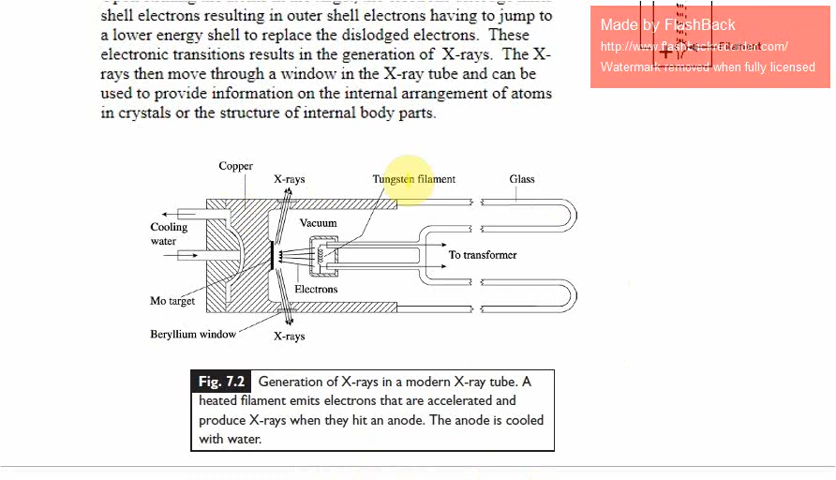 shell electrons resulting in outer shell electrons having to jump to
a lower energy shell to replace the dislodged electrons. These
electronic transitions results in the generation of X-rays. The X-
rays then move through a window in the X-ray tube and can be
used to provide information on the internal arrangement of atoms
in crystals or the structure of internal body parts.
Made by FlashBack
http://www.flashbackrecorder.com/
Watermark removed when fully licensed
Filament
Copper
X-rays
Tungsten filament
Glass
Vacuum
Cooling
water
To transformer
Electrons
Mo target
Beryllium window
X-rays
Fig. 7.2 Generation of X-rays in a modern X-ray tube. A
heated filament emits electrons that are accelerated and
produce X-rays when they hit an anode. The anode is cooled
with water.